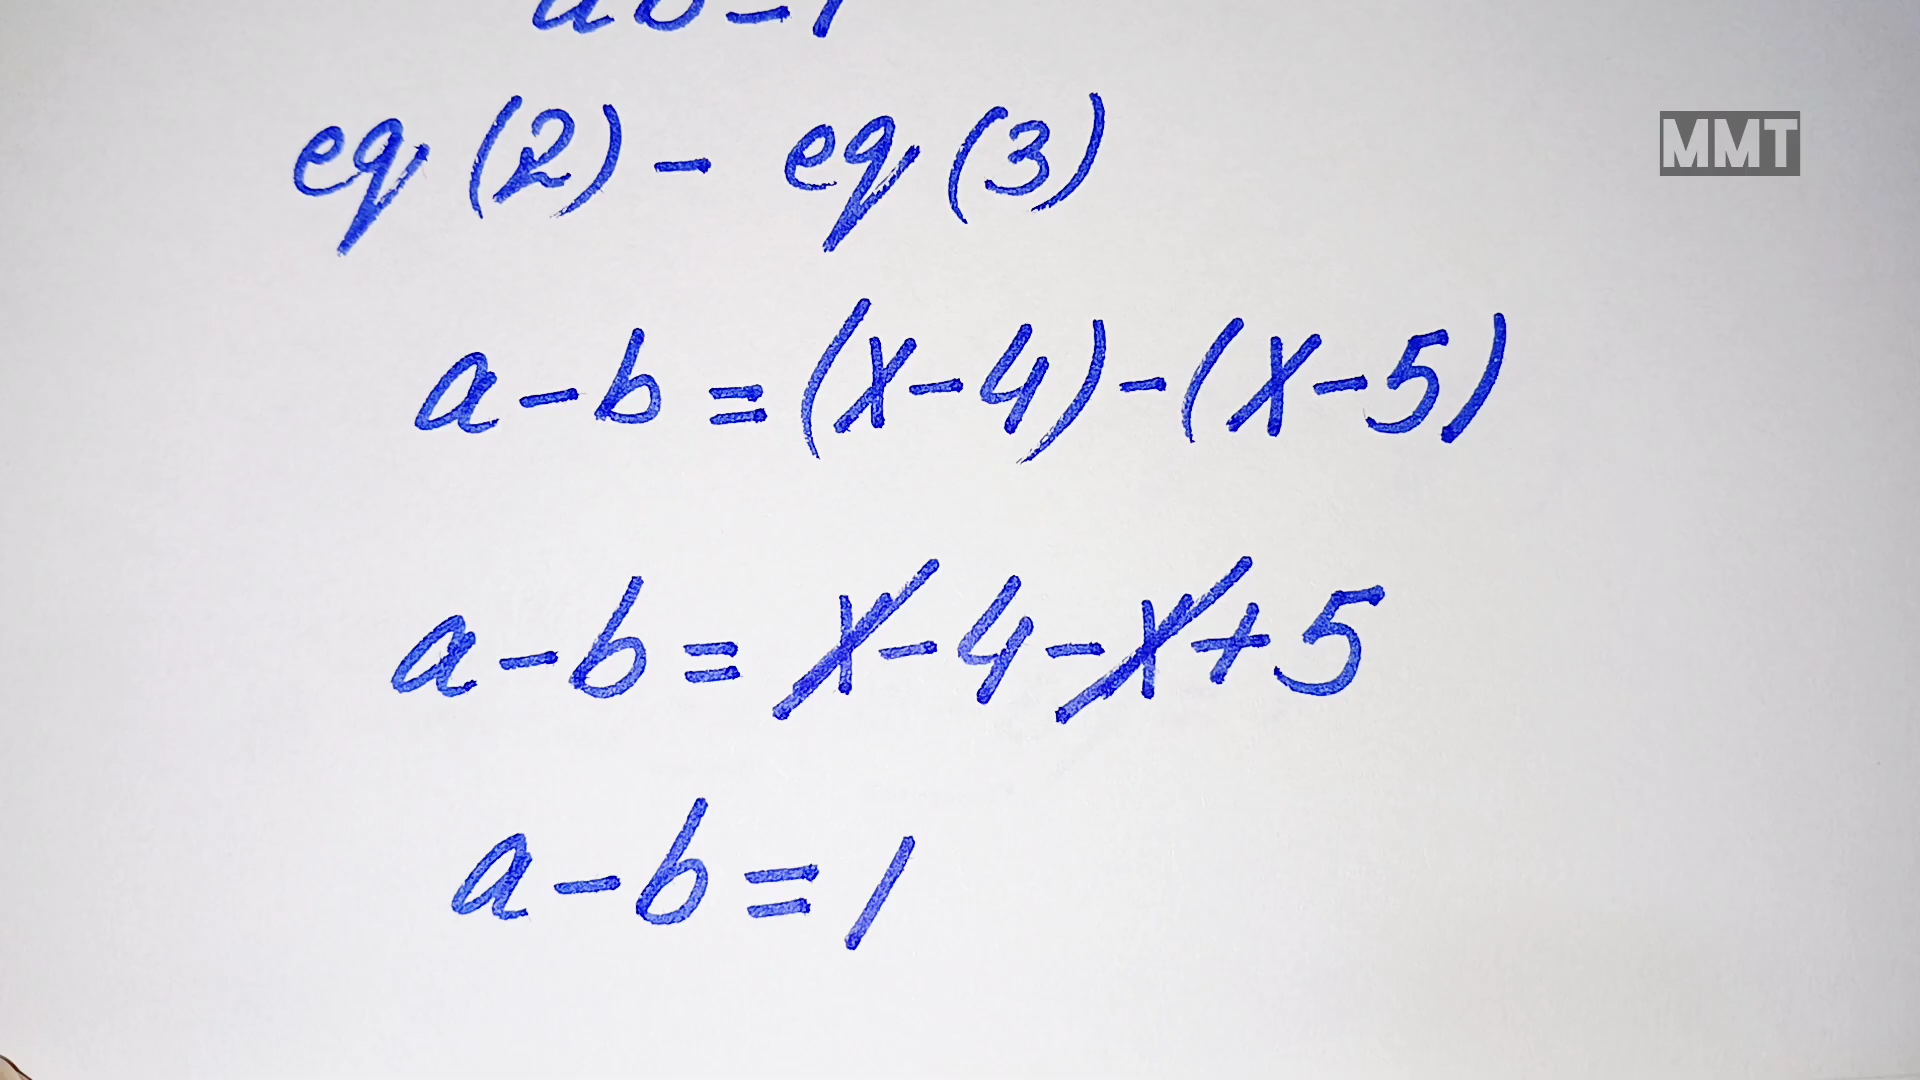 eq (2) - eq (3)
MMT
a - b = (x - 4) - (x - 5)
a - b = x - 4 - x + 5
a - b = 1